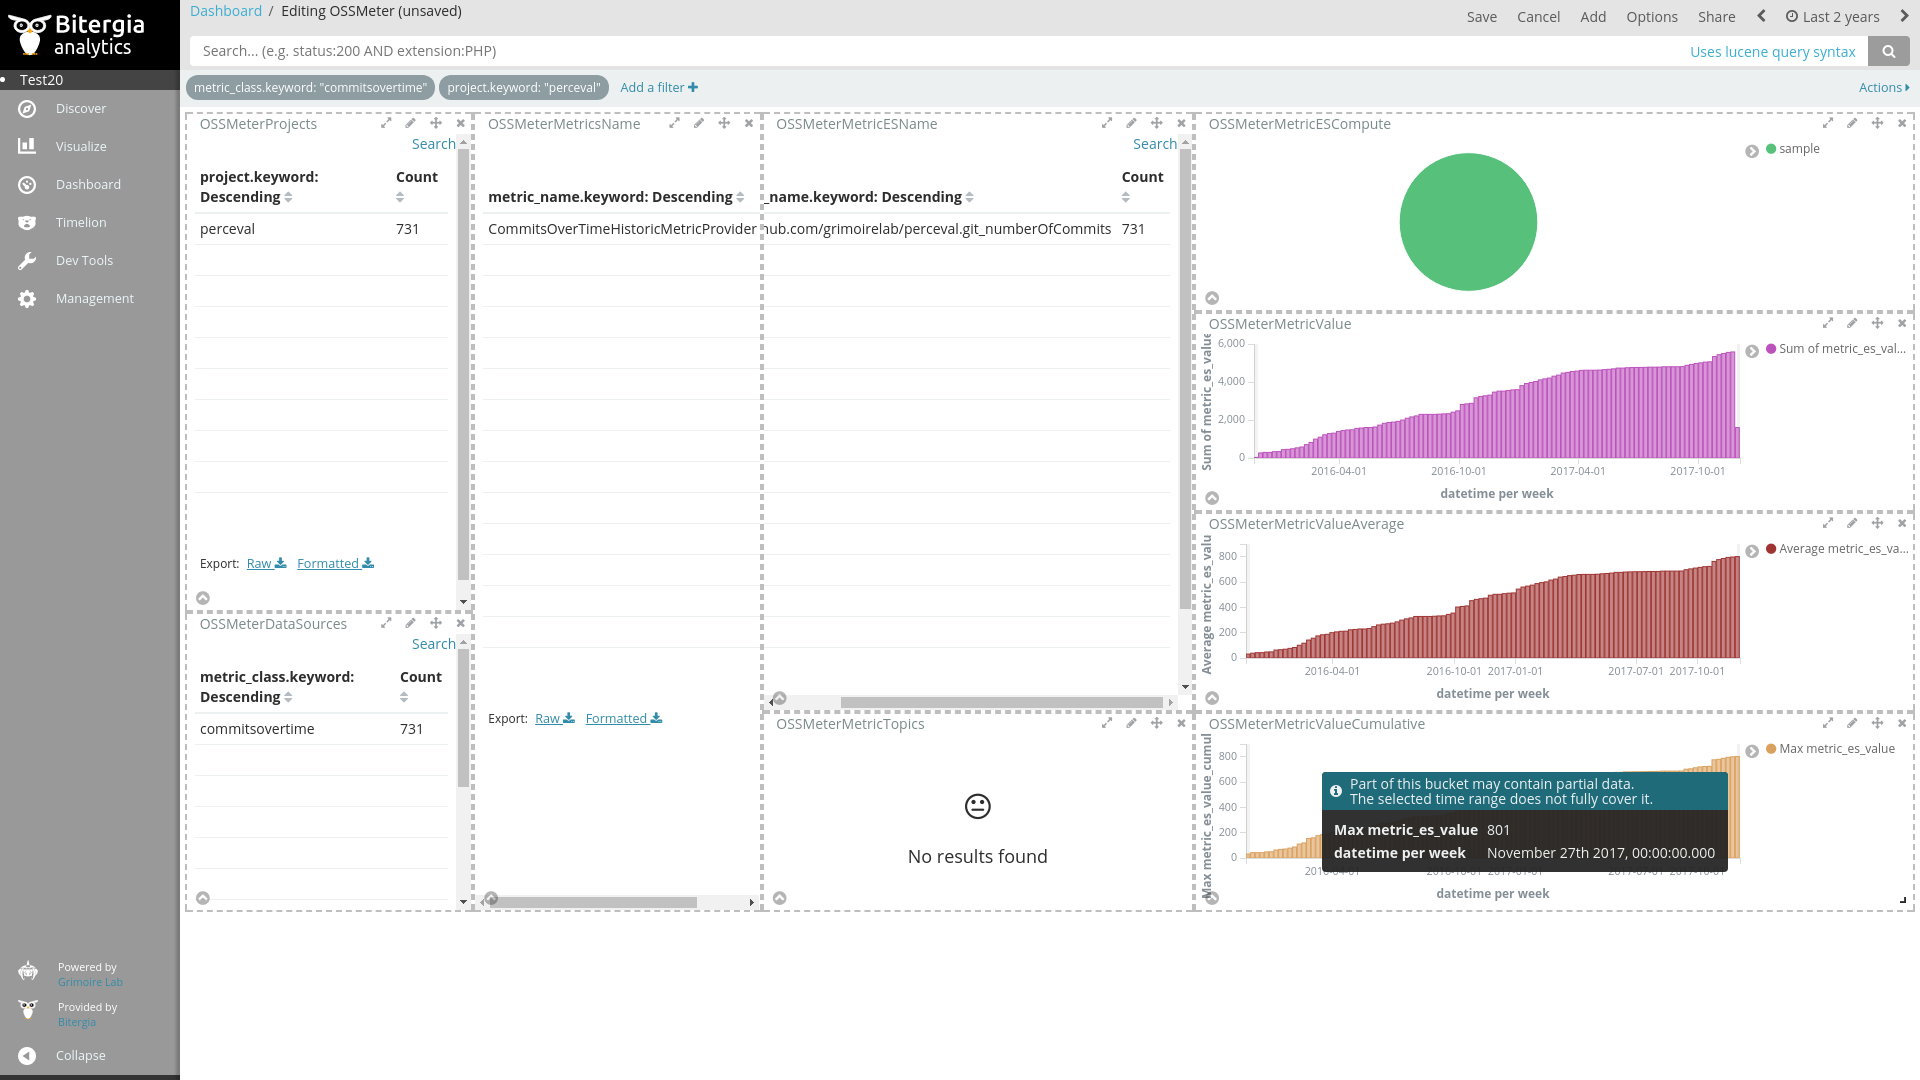 Bitergia
analytics
Test20
Discover
Visualize
Dashboard
Timelion
Dev Tools
Management
Powered by
Grimoire Lab
Provided by
Bitergia
Collapse
Dashboard / Editing OSSMeter (unsaved)
Save Cancel Add Options Share Last 2 years
Search... (e.g. status:200 AND extension:PHP)
Uses lucene query syntax
metric_class.keyword: "commitsovertime" project.keyword: "perceval" Add a filter
Actions
OSSMeterProjects
Search
project.keyword: Descending Count
perceval 731
Export: Raw Formatted
OSSMeterDataSources
Search
metric_class.keyword: Descending Count
commitsovertime 731
OSSMeterMetricsName
metric_name.keyword: Descending
CommitsOverTimeHistoricMetricProvider
Export: Raw Formatted
OSSMeterMetricESName
Search
_name.keyword: Descending Count
hub.com/grimoirelab/perceval.git_numberOfCommits 731
OSSMeterMetricTopics
No results found
OSSMeterMetricESCompute
sample
OSSMeterMetricValue
Sum of metric_es_value
6,000
4,000
2,000
0
2016-04-01 2016-10-01 2017-04-01 2017-10-01
datetime per week
Sum of metric_es_val...
OSSMeterMetricValueAverage
Average metric_es_valu
800
600
400
200
0
2016-04-01 2016-10-01 2017-01-01 2017-07-01 2017-10-01
datetime per week
Average metric_es_va...
OSSMeterMetricValueCumulative
Max metric_es_value_cumul
800
600
400
200
0
datetime per week
Max metric_es_value
Part of this bucket may contain partial data.
The selected time range does not fully cover it.
Max metric_es_value 801
datetime per week November 27th 2017, 00:00:00.000